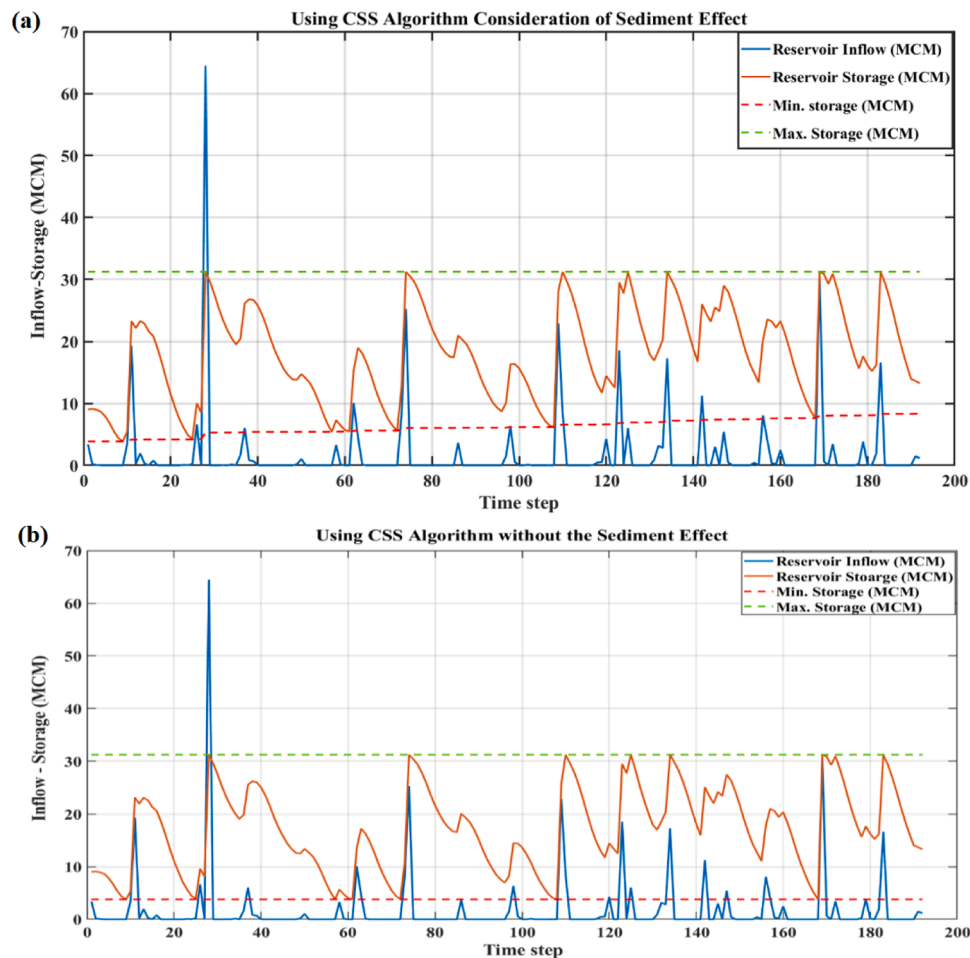 (a)
Using CSS Algorithm Consideration of Sediment Effect
Reservoir Inflow (MCM)
Reservoir Storage (MCM)
Min. storage (MCM)
Max. Storage (MCM)
Inflow-Storage (MCM)
70
60
50
40
30
20
10
0
0 20 40 60 80 100 120 140 160 180 200
Time step
(b)
Using CSS Algorithm without the Sediment Effect
Reservoir Inflow (MCM)
Reservoir Stoarge (MCM)
Min. Storage (MCM)
Max. Storage (MCM)
Inflow - Storage (MCM)
70
60
50
40
30
20
10
0
0 20 40 60 80 100 120 140 160 180 200
Time step